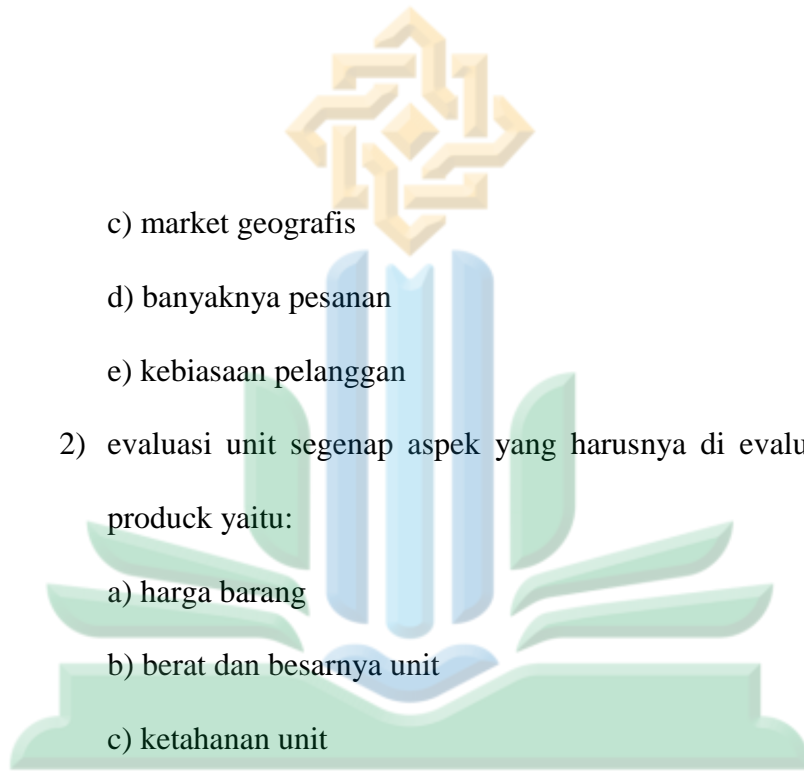 c) market geografis
d) banyaknya pesanan
e) kebiasaan pelanggan
2) evaluasi unit segenap aspek yang harusnya di evalu
produck yaitu:
a) harga barang
b) berat dan besarnya unit
c) ketahanan unit